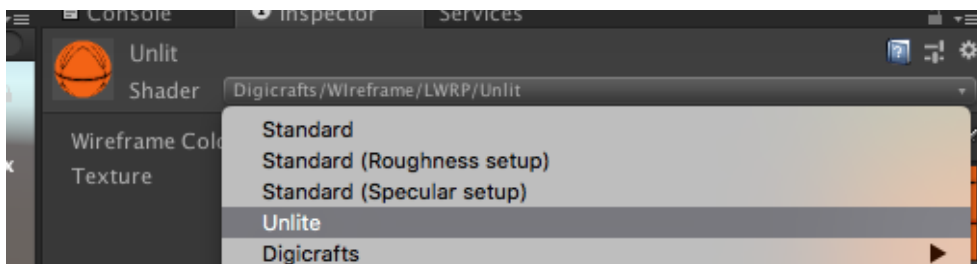 Console Inspector Services
Unlit
Shader Digicrafts/WIreframe/LWRP/Unlit
Wireframe Colo
Texture
Standard
Standard (Roughness setup)
Standard (Specular setup)
Unlite
Digicrafts